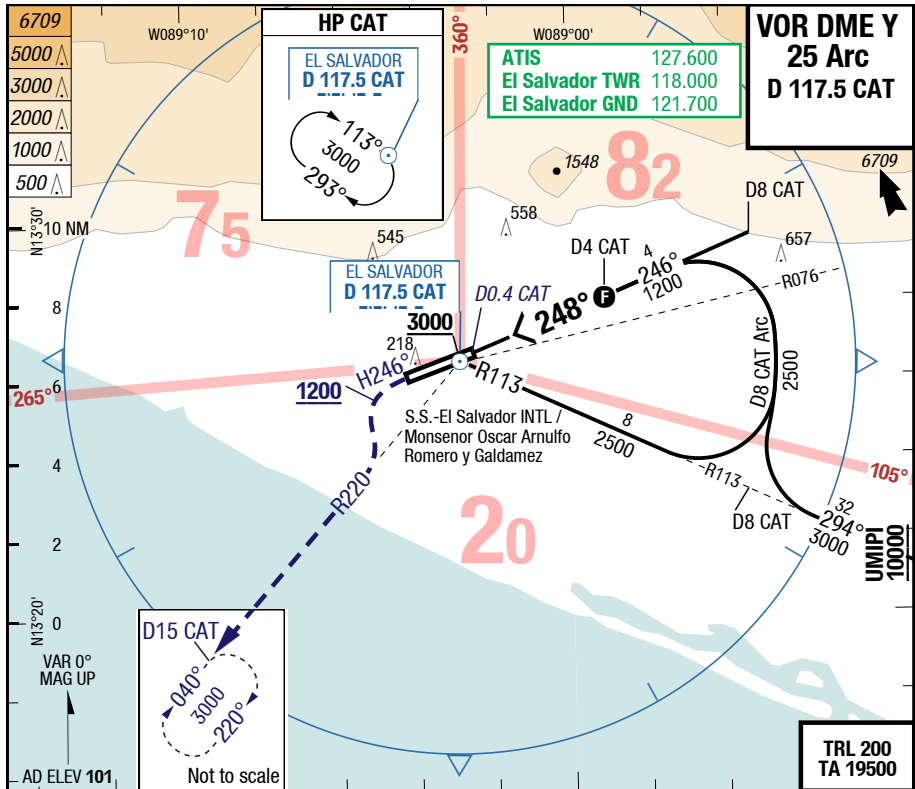 6709
5000
3000
2000
1000
500
W089°10'
HP CAT
EL SALVADOR
D 117.5 CAT
113°
3000
293°
360°
W089°00'
ATIS 127.600
El Salvador TWR 118.000
El Salvador GND 121.700
VOR DME Y
25 Arc
D 117.5 CAT
6709
1548
82
75
D8 CAT
N13°30'
10 NM
545
558
657
D4 CAT
4
246°
1200
R076
EL SALVADOR
D 117.5 CAT
D0.4 CAT
248°
F
8
3000
218
H246°
R113
D8 CAT Arc
2500
6
265°
1200
S.S.-El Salvador INTL /
Monsenor Oscar Arnulfo
Romero y Galdamez
8
2500
105°
4
R220
R113
D8 CAT
32
294°
3000
UMIPI
10000
20
2
N13°20'
0
D15 CAT
040°
3000
220°
Not to scale
VAR 0°
MAG UP
AD ELEV 101
TRL 200
TA 19500